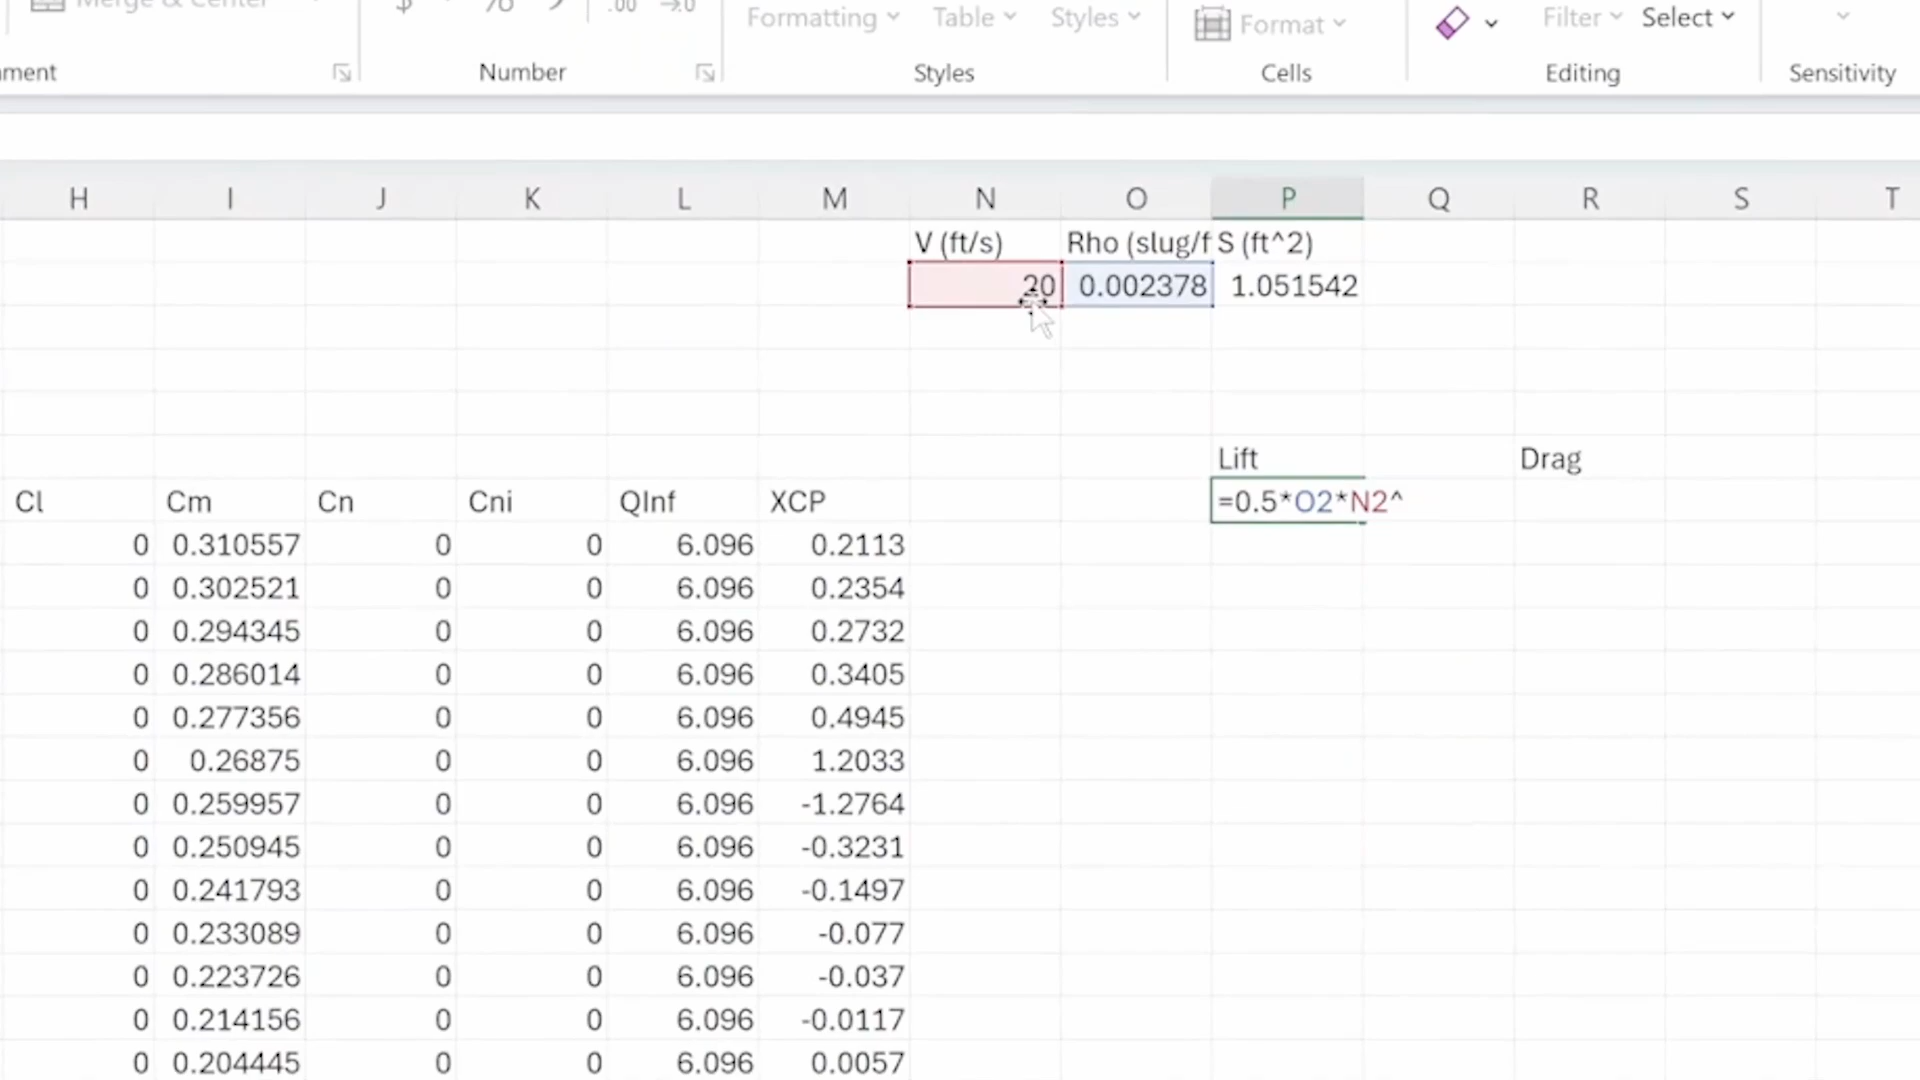 Merge & Center
$ % .00 →.0
Formatting Table Styles Format Filter Select
Number Styles Cells Editing Sensitivity
H I J K L M N O P Q R S T
V (ft/s) Rho (slug/f S (ft^2)
20 0.002378 1.051542
Lift Drag
Cl Cm Cn Cni QInf XCP =0.5*O2*N2^
0 0.310557 0 0 6.096 0.2113
0 0.302521 0 0 6.096 0.2354
0 0.294345 0 0 6.096 0.2732
0 0.286014 0 0 6.096 0.3405
0 0.277356 0 0 6.096 0.4945
0 0.26875 0 0 6.096 1.2033
0 0.259957 0 0 6.096 -1.2764
0 0.250945 0 0 6.096 -0.3231
0 0.241793 0 0 6.096 -0.1497
0 0.233089 0 0 6.096 -0.077
0 0.223726 0 0 6.096 -0.037
0 0.214156 0 0 6.096 -0.0117
0 0.204445 0 0 6.096 0.0057